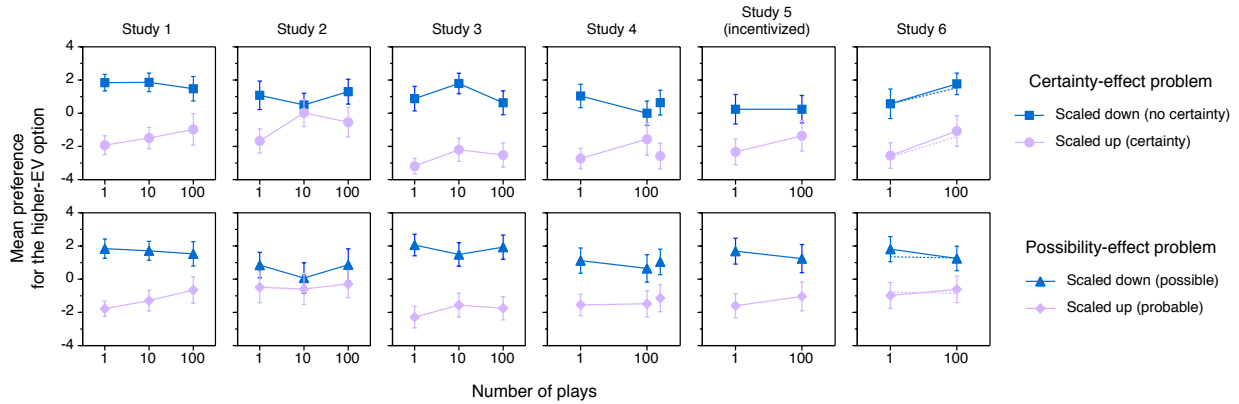 Study 1
Study 2
Study 3
Study 4
Study 5
(incentivized)
Study 6
Mean preference
for the higher-EV option
4
2
0
-2
-4
1
10
100
1
10
100
1
10
100
1
100
1
100
1
100
Certainty-effect problem
Scaled down (no certainty)
Scaled up (certainty)
4
2
0
-2
-4
1
10
100
1
10
100
1
10
100
1
100
1
100
1
100
Possibility-effect problem
Scaled down (possible)
Scaled up (probable)
Number of plays